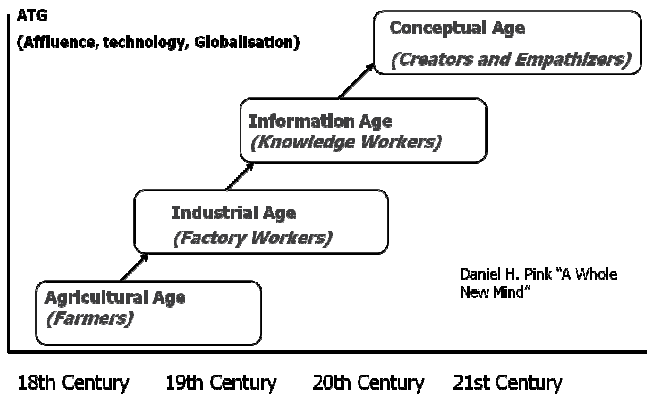 ATG
(Affluence, technology, Globalisation)
Conceptual Age
(Creators and Empathizers)
Information Age
(Knowledge Workers)
Industrial Age
(Factory Workers)
Agricultural Age
(Farmers)
Daniel H. Pink “A Whole
New Mind”
18th Century 19th Century 20th Century 21st Century